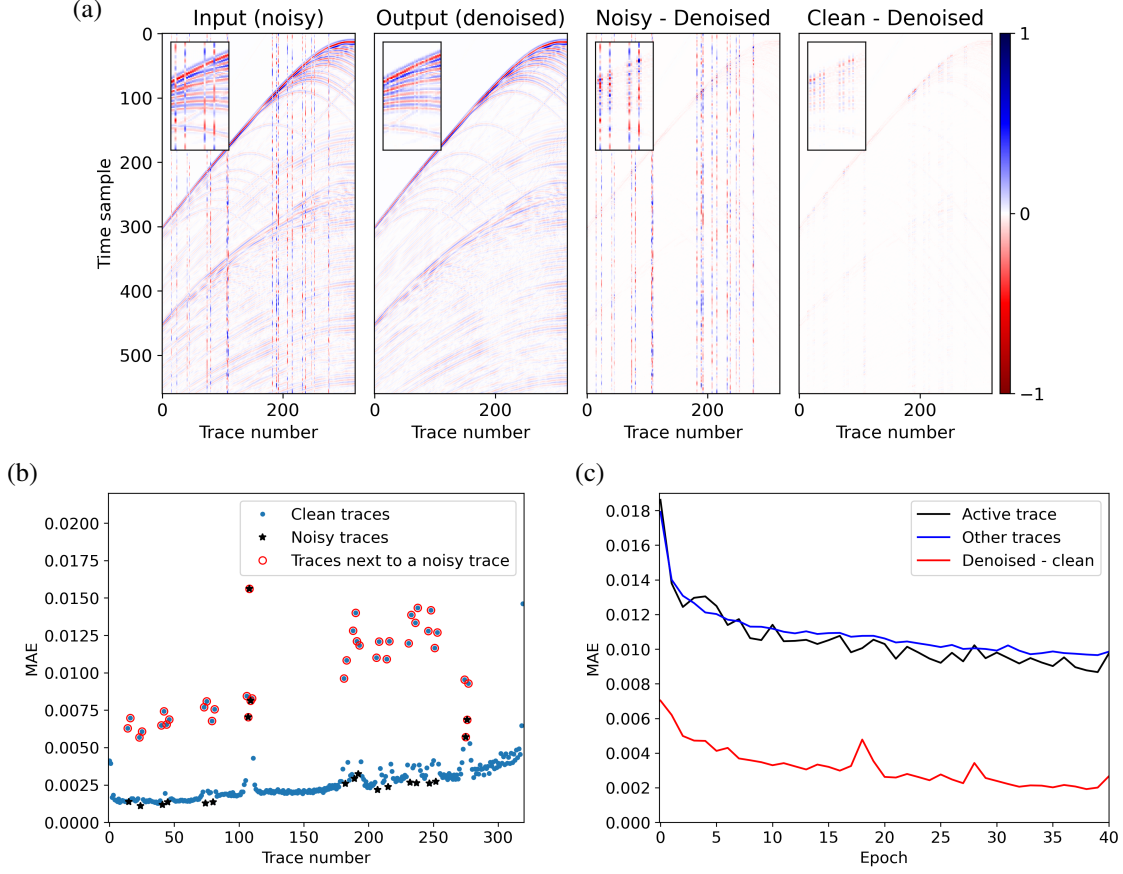 (a)
Input (noisy) Output (denoised) Noisy - Denoised Clean - Denoised
0
100
200
300
400
500
Time sample
0 200
0 200
0 200
0 200
Trace number Trace number Trace number Trace number
1
0
−1
(b)
0.0200
0.0175
0.0150
0.0125
0.0100
0.0075
0.0050
0.0025
0.0000
MAE
Clean traces
Noisy traces
Traces next to a noisy trace
0 50 100 150 200 250 300
Trace number
(c)
0.018
0.016
0.014
0.012
0.010
0.008
0.006
0.004
0.002
0.000
MAE
Active trace
Other traces
Denoised - clean
0 5 10 15 20 25 30 35 40
Epoch